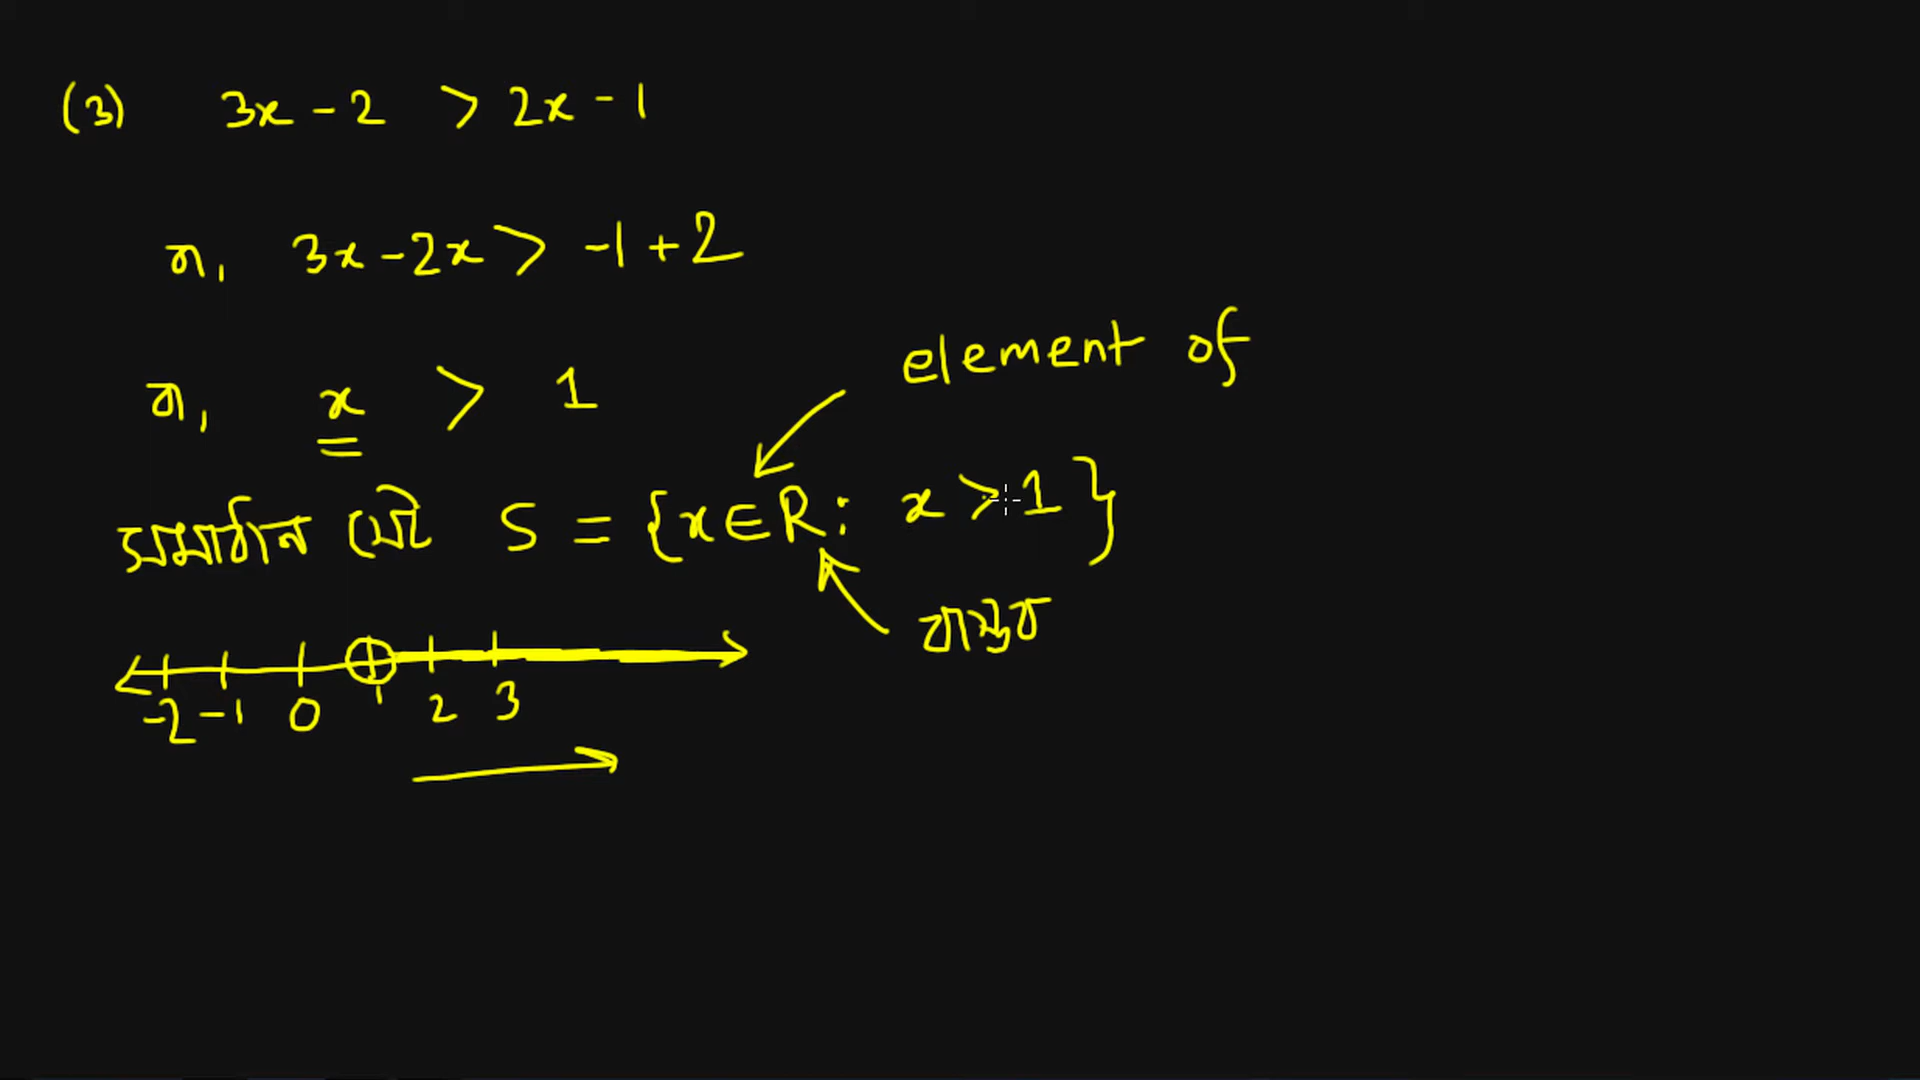 (3) 3x - 2 > 2x - 1
বা, 3x - 2x > -1 + 2
বা, x > 1
element of
সমাধান সেট S = {x ∈ R : x > 1}
বাস্তব
-2 -1 0 1 2 3